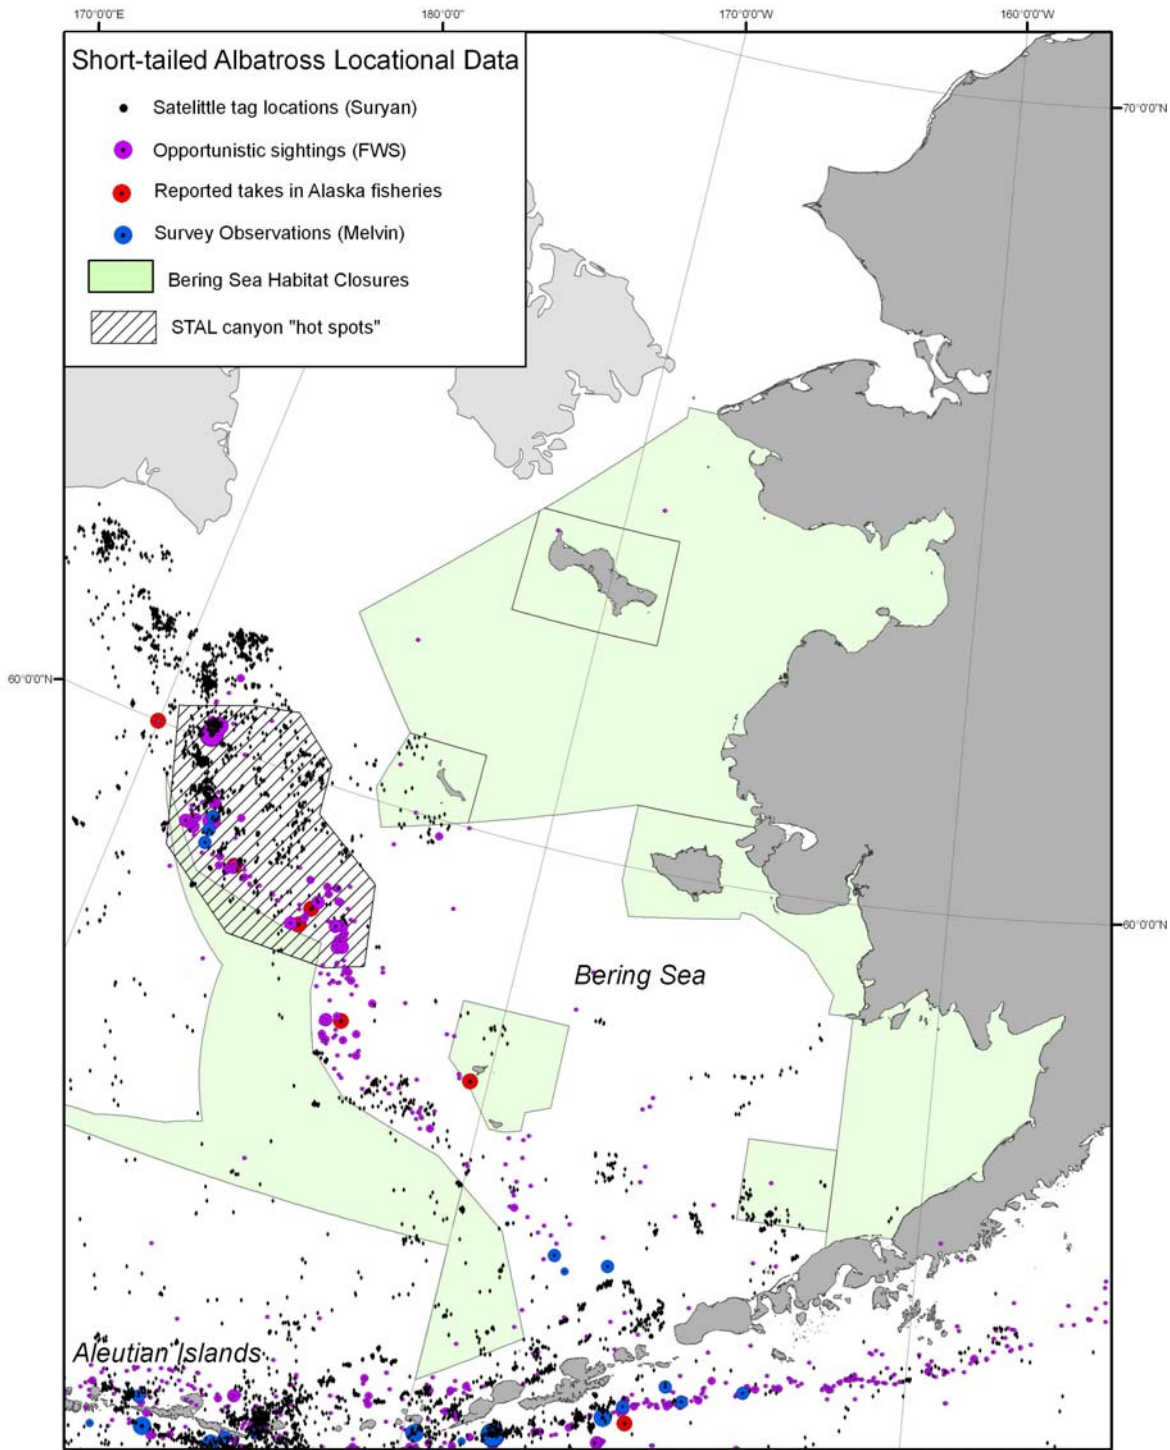 170°0'0"E
180°0'0"
170°0'0"W
160°0'0"W
Short-tailed Albatross Locational Data
Satelittle tag locations (Suryan)
Opportunistic sightings (FWS)
Reported takes in Alaska fisheries
Survey Observations (Melvin)
Bering Sea Habitat Closures
STAL canyon "hot spots"
70°0'0"N
60°0'0"N
60°0'0"N
Bering Sea
Aleutian Islands